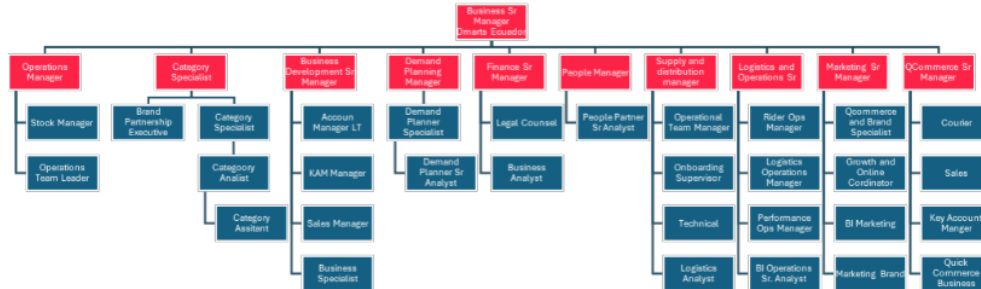 Business Sr
Manager
Dmarts Ecuador
Operations
Manager
Category
Specialist
Business
Development Sr
Manager
Demand
Planning
Manager
Finance Sr
Manager
People Manager
Supply and
distribution
manager
Logistics and
Operations Sr
Marketing Sr
Manager
QCommerce Sr
Manager
Stock Manager
Brand
Partnership
Executive
Category
Specialist
Accoun
Manager LT
Demand
Planner
Specialist
Legal Counsel
People Partner
Sr Analyst
Operational
Team Manager
Rider Ops
Manager
Qcommerce
and Brand
Specialist
Courier
Operations
Team Leader
Categoory
Analist
KAM Manager
Demand
Planner Sr
Analyst
Business
Analyst
Onboarding
Supervisor
Logistics
Operations
Manager
Growth and
Online
Cordinator
Sales
Category
Assitant
Sales Manager
Technical
Performance
Ops Manager
BI Marketing
Key Account
Manger
Business
Specialist
Logistics
Analyst
BI Operations
Sr. Analyst
Marketing Brand
Quick
Commerce
Business